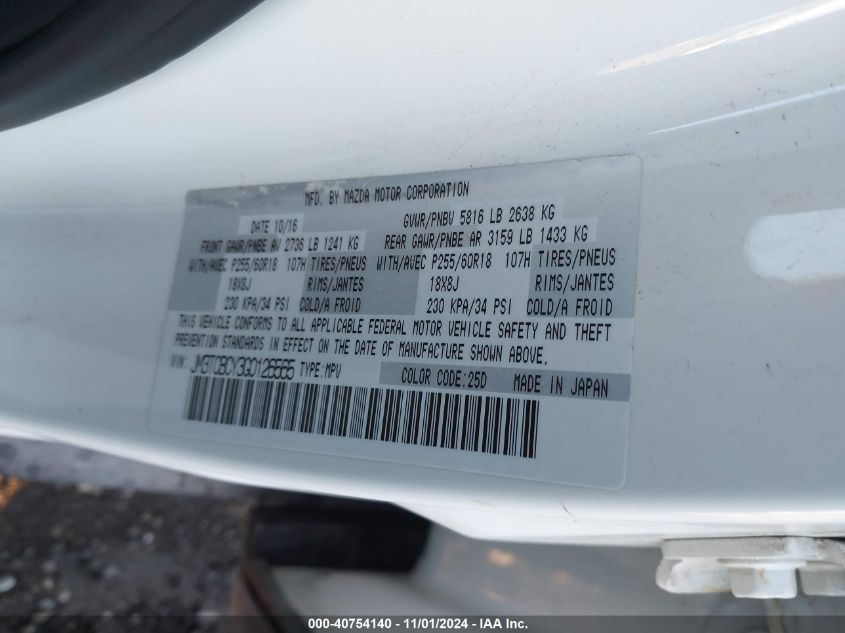 MFD. BY MAZDA MOTOR CORPORATION
DATE 10/16 GVWR/PNBV 5816 LB 2638 KG
FRONT GAWR/PNBE AV 2736 LB 1241 KG REAR GAWR/PNBE AR 3159 LB 1433 KG
WITH/AVEC P255/60R18 107H TIRES/PNEUS WITH/AVEC P255/60R18 107H TIRES/PNEUS
18X8J RIMS/JANTES 18X8J RIMS/JANTES
230 KPA/34 PSI COLD/A FROID 230 KPA/34 PSI COLD/A FROID
THIS VEHICLE CONFORMS TO ALL APPLICABLE FEDERAL MOTOR VEHICLE SAFETY AND THEFT
PREVENTION STANDARDS IN EFFECT ON THE DATE OF MANUFACTURE SHOWN ABOVE.
VIN: JM3TCBCY3G0126565 TYPE:MPV COLOR CODE:25D MADE IN JAPAN
000-40754140 - 11/01/2024 - IAA Inc.